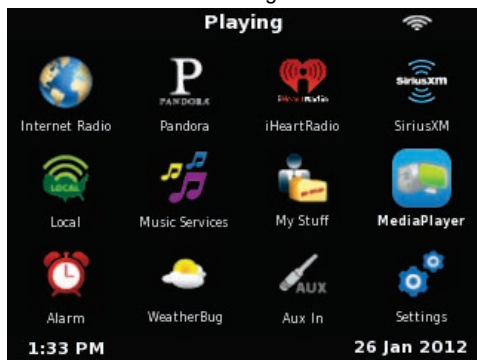 Playing
P
PANDORA
iHeartRadio
SIRIUSXM
Internet Radio
Pandora
iHeartRadio
SiriusXM
LOCAL
Local
Music Services
My Stuff
MediaPlayer
AUX
Alarm
WeatherBug
Aux In
Settings
1:33 PM
26 Jan 2012